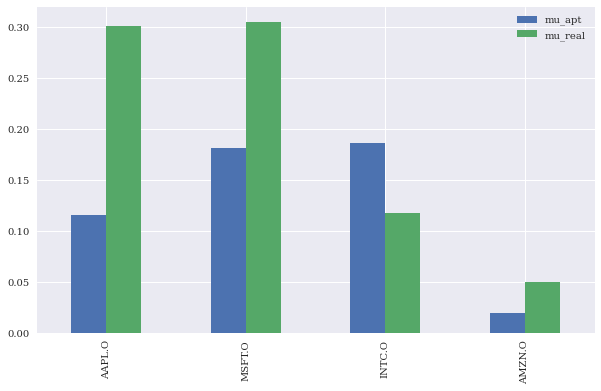 mu_apt
mu_real
0.30
0.25
0.20
0.15
0.10
0.05
0.00
AAPL.O
MSFT.O
INTC.O
AMZN.O